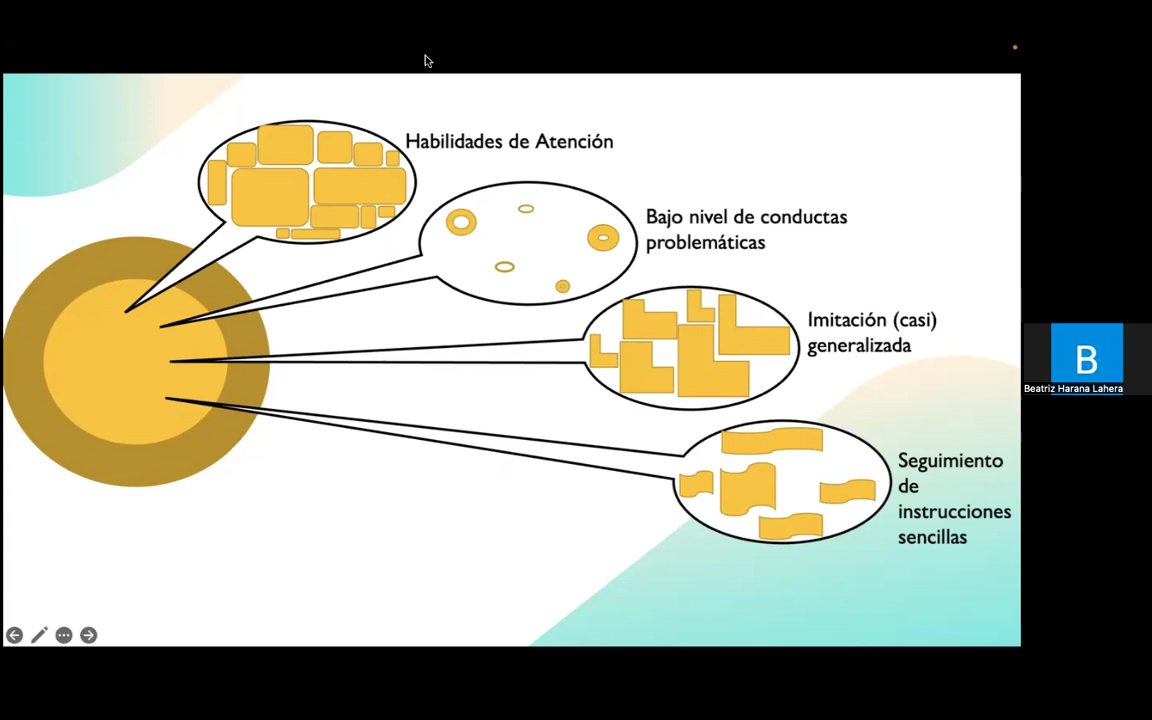 Habilidades de Atención
Bajo nivel de conductas
problemáticas
Imitación (casi)
generalizada
B
Beatriz Harana Lahera
Seguimiento
de
instrucciones
sencillas